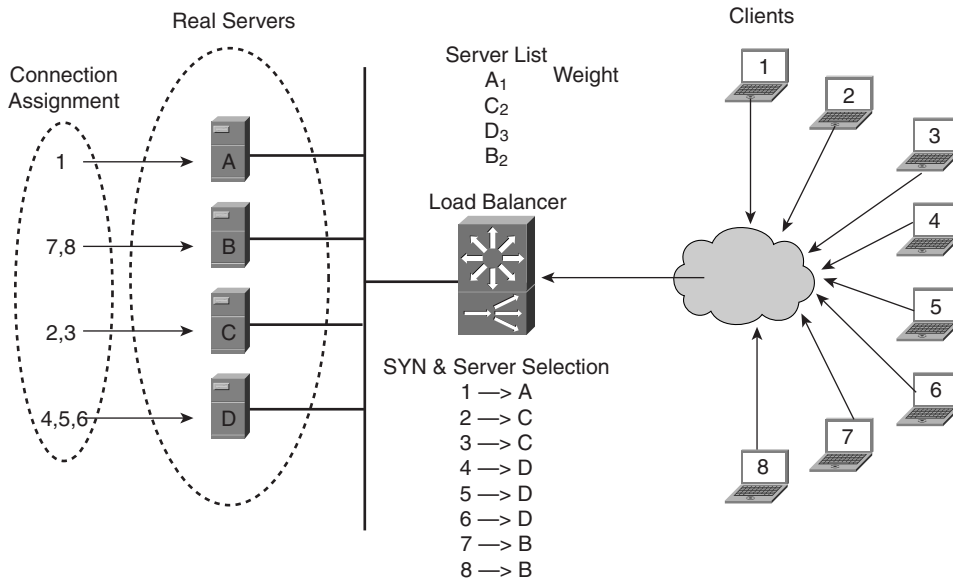 Real Servers
Connection
Assignment
1
7,8
2,3
4,5,6
A
B
C
D
Server List
Weight
A1
C2
D3
B2
Load Balancer
SYN & Server Selection
1 —> A
2 —> C
3 —> C
4 —> D
5 —> D
6 —> D
7 —> B
8 —> B
Clients
1
2
3
4
5
6
7
8